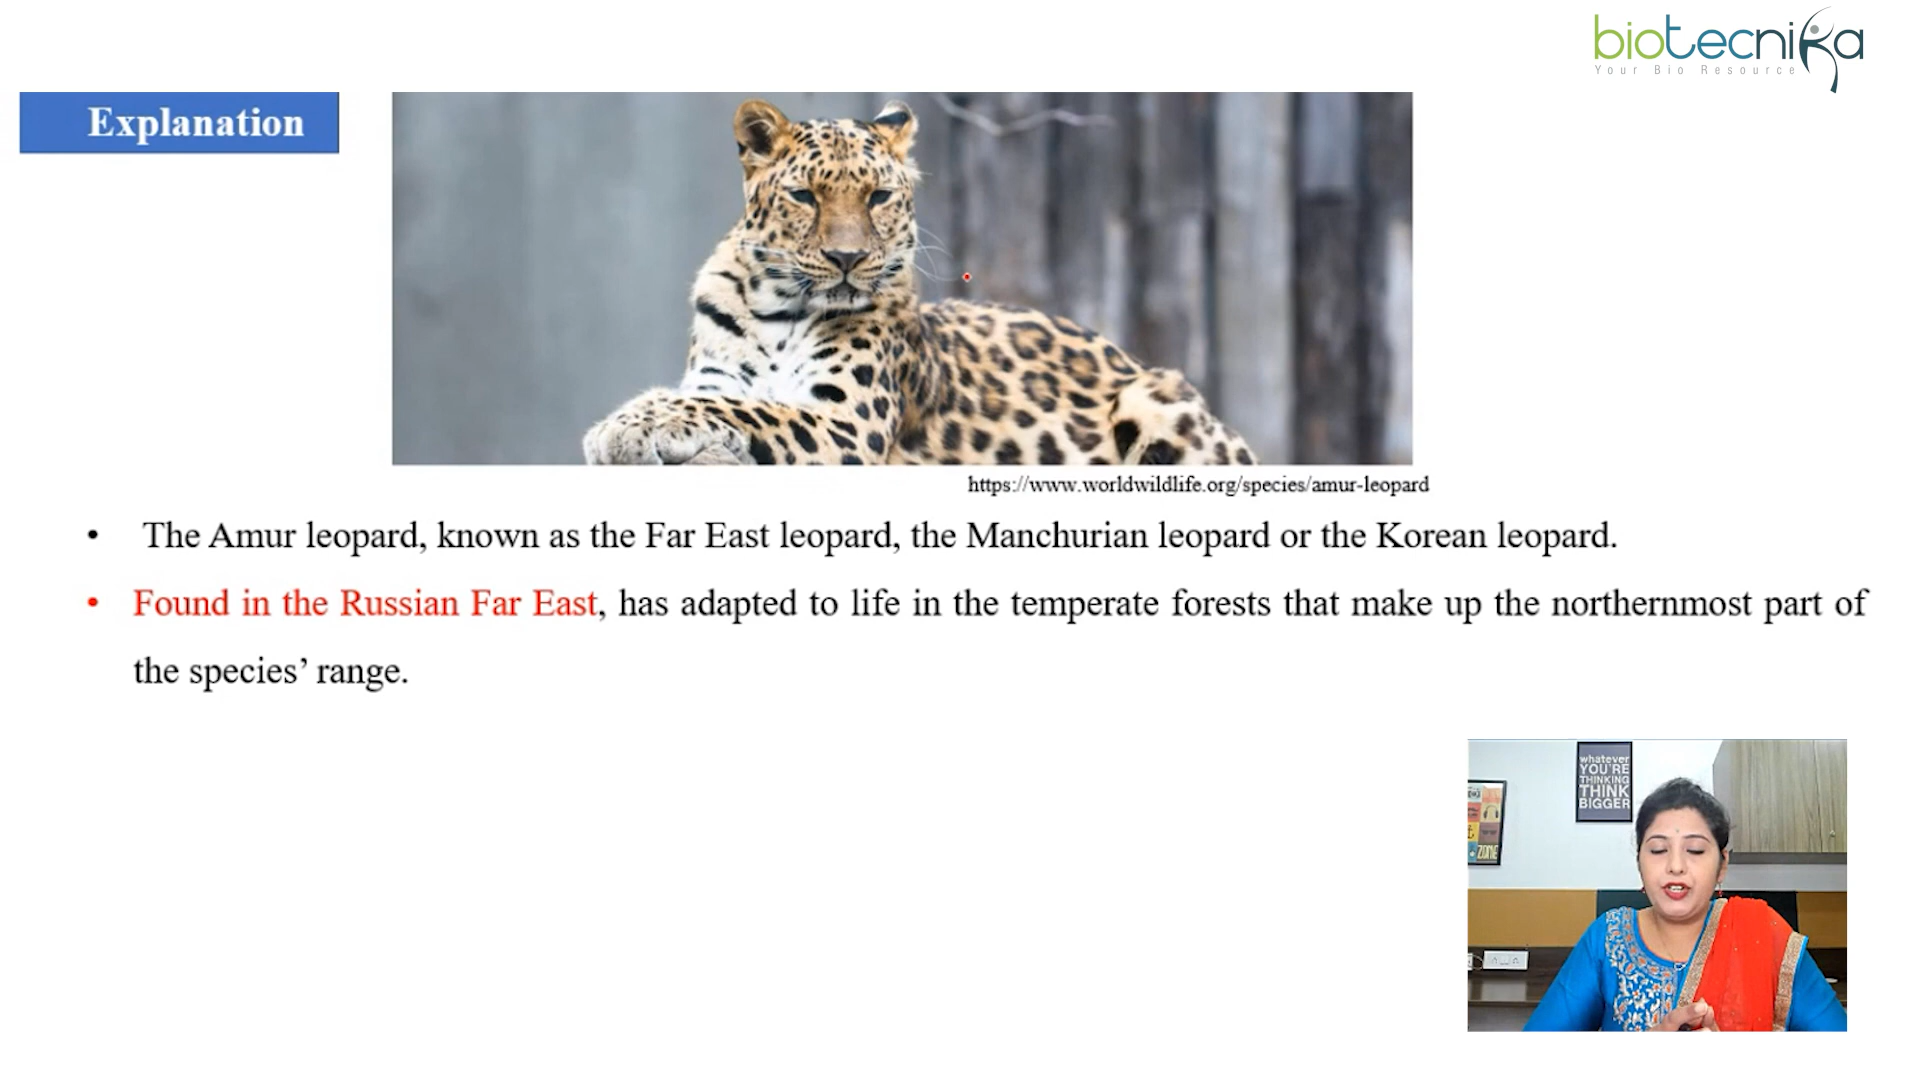 biotecnika
Your Bio Resource
Explanation
https://www.worldwildlife.org/species/amur-leopard
• The Amur leopard, known as the Far East leopard, the Manchurian leopard or the Korean leopard.
• Found in the Russian Far East, has adapted to life in the temperate forests that make up the northernmost part of
the species’ range.
whatever
YOU'RE
THINKING
THINK
BIGGER
ZONE